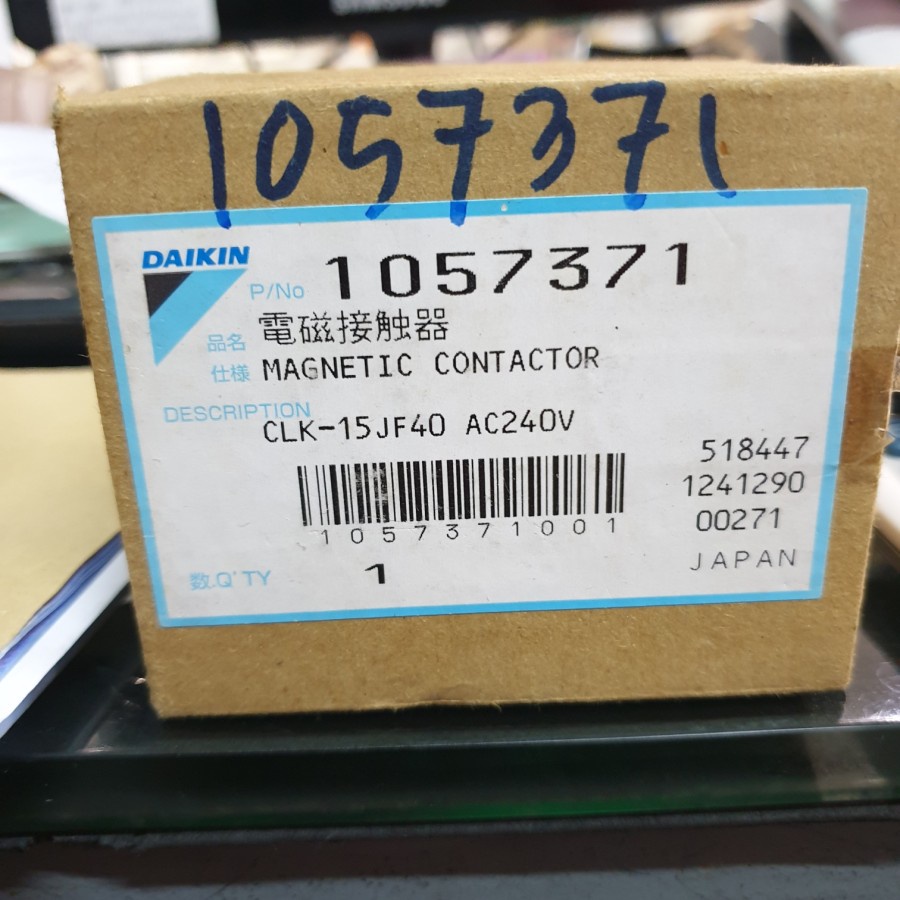 1057371
DAIKIN
P/No 1057371
品名 電磁接触器
仕様 MAGNETIC CONTACTOR
DESCRIPTION
CLK-15JF40 AC240V
518447
1241290
00271
1057371001
JAPAN
数.Q'TY 1